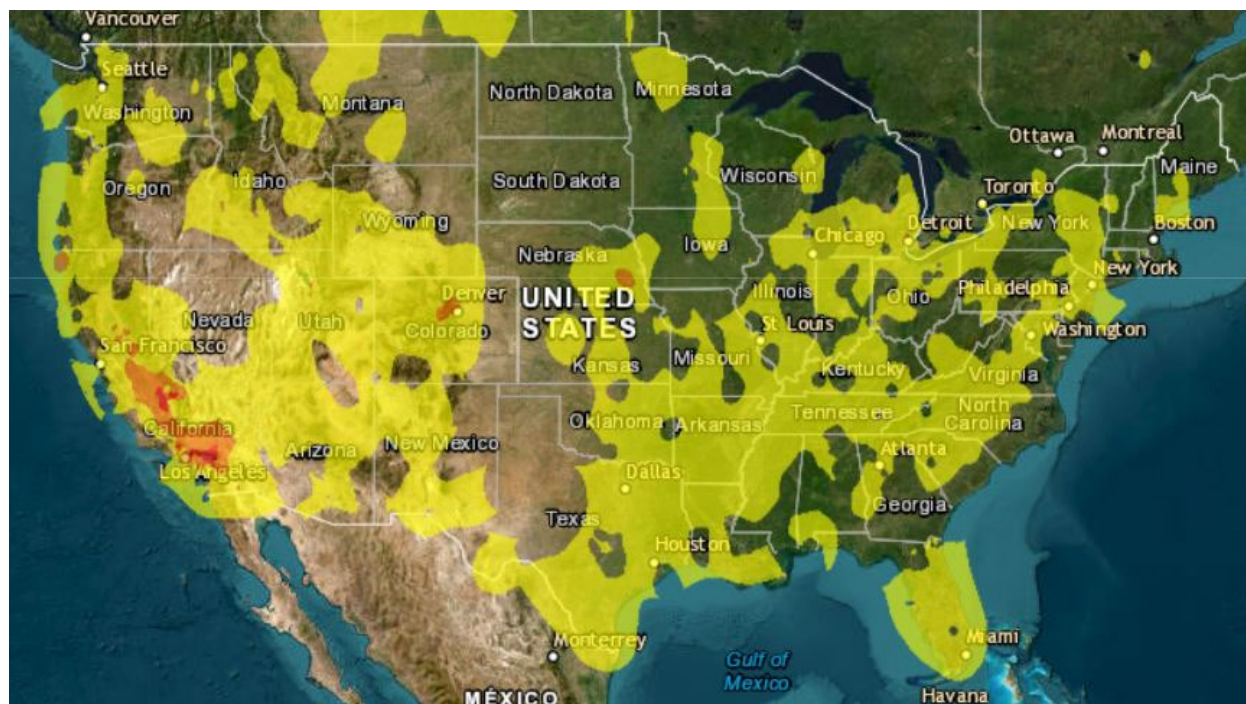 Vancouver
Seattle
Washington
Montana
North Dakota
Minnesota
Ottawa
Montreal
Maine
Oregon
Idaho
South Dakota
Wisconsin
Toronto
Wyoming
New York
Boston
Detroit
Chicago
Iowa
Nebraska
New York
Denver
UNITED
STATES
Illinois
Ohio
Philadelphia
Nevada
Utah
Colorado
St Louis
Washington
San Francisco
Kansas
Missouri
Kentucky
Virginia
California
Arizona
New Mexico
Oklahoma
Arkansas
Tennessee
North
Carolina
Los Angeles
Dallas
Atlanta
Texas
Georgia
Houston
Monterrey
Miami
Gulf of
Mexico
MÉXICO
Havana